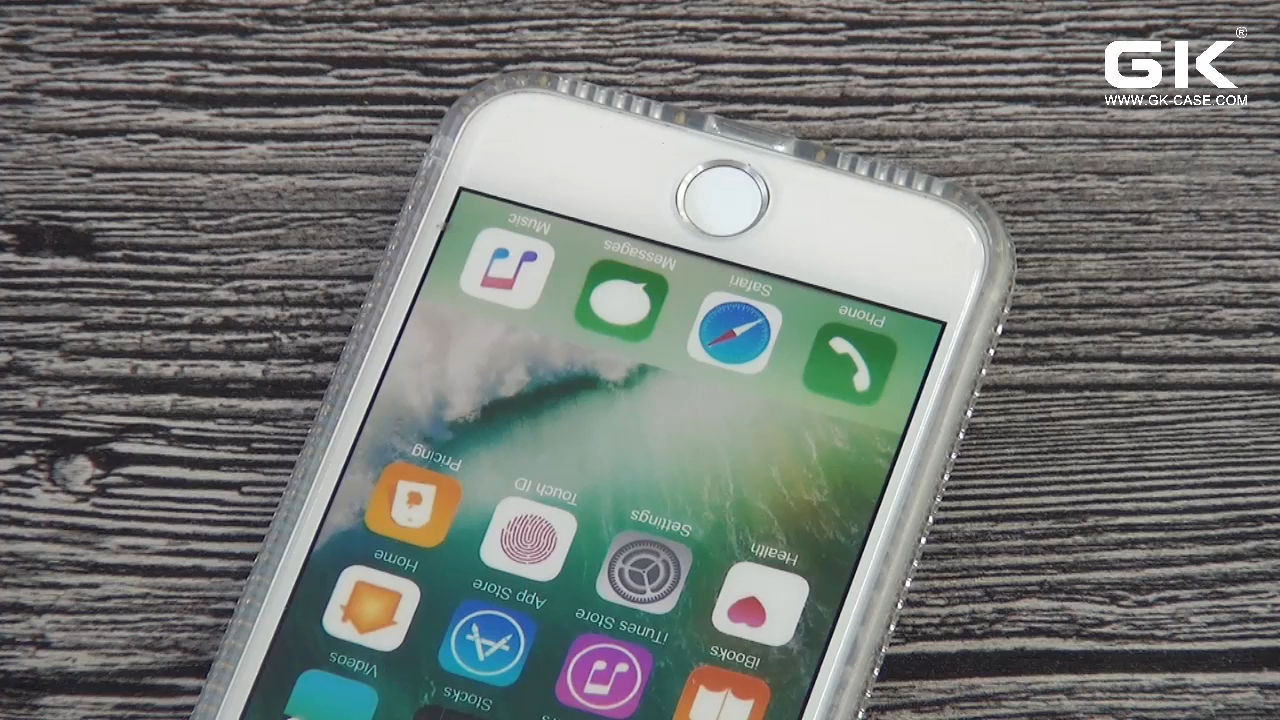 GK®
WWW.GK-CASE.COM
Music
Messages
Safari
Phone
Pricing
Touch ID
Settings
Health
Home
App Store
iTunes Store
iBooks
Videos
Stocks